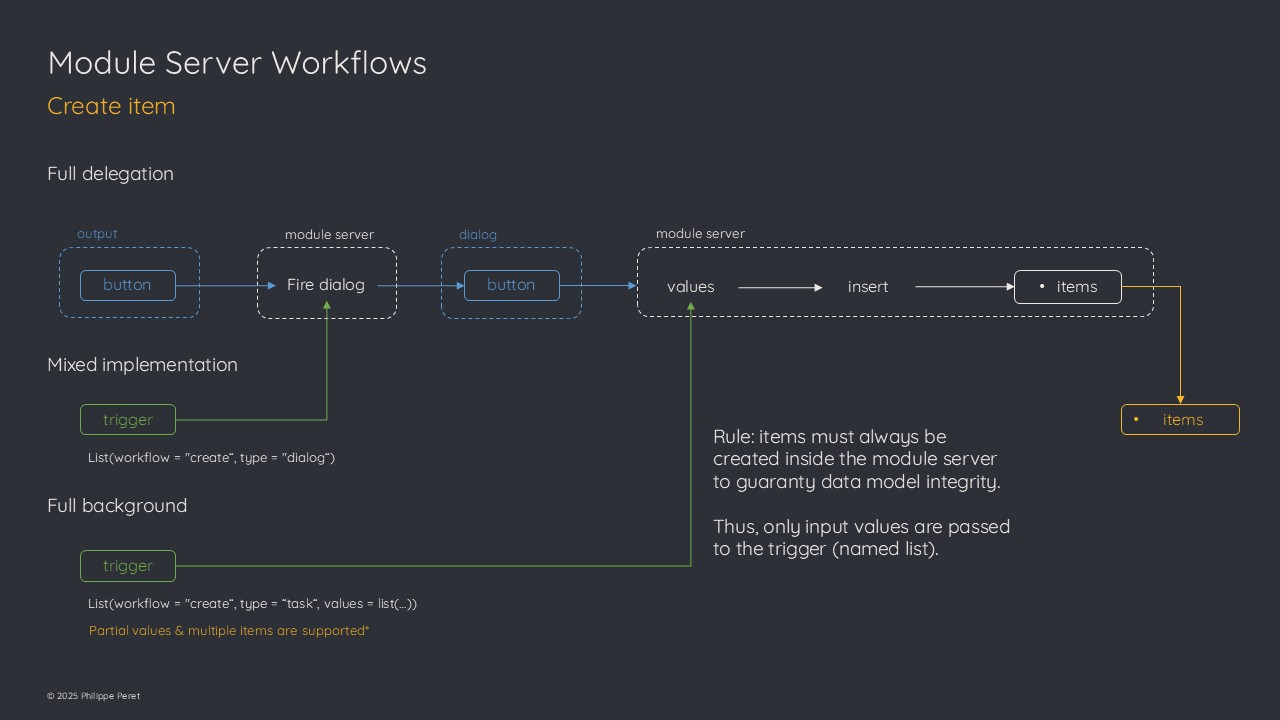 Module Server Workflows
Create item
Full delegation
output
module server
dialog
module server
button
Fire dialog
button
values
insert
• items
Mixed implementation
trigger
• items
List(workflow = "create“, type = "dialog“)
Rule: items must always be
created inside the module server
to guaranty data model integrity.
Thus, only input values are passed
to the trigger (named list).
Full background
trigger
List(workflow = "create“, type = “task“, values = list(…))
Partial values & multiple items are supported*
© 2025 Philippe Peret